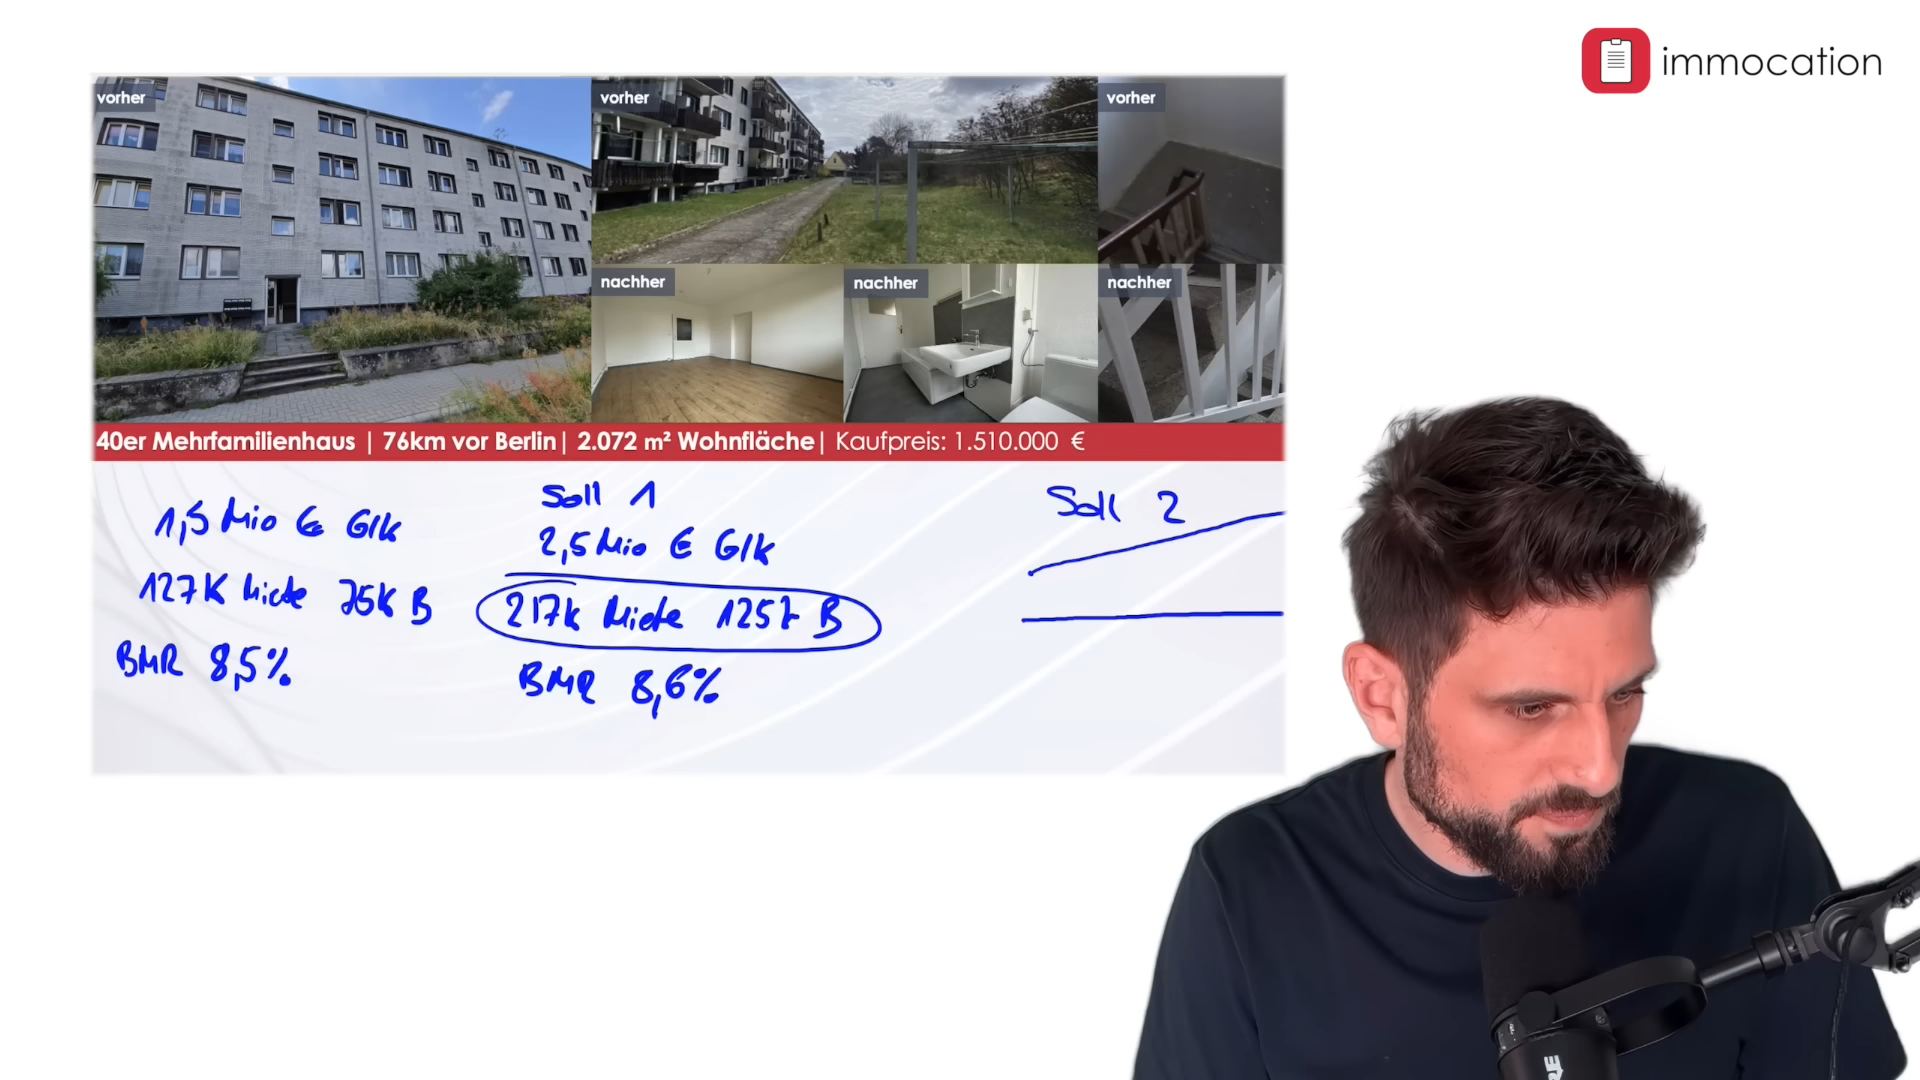 immocation
vorher
vorher
vorher
nachher
nachher
nachher
40er Mehrfamilienhaus | 76km vor Berlin | 2.072 m² Wohnfläche | Kaufpreis: 1.510.000 €
1,5 Mio € GIK
127K Miete 75K B
BMR 8,5%
Soll 1
2,5 Mio € GIK
217k Miete 125k B
BMR 8,6%
Soll 2